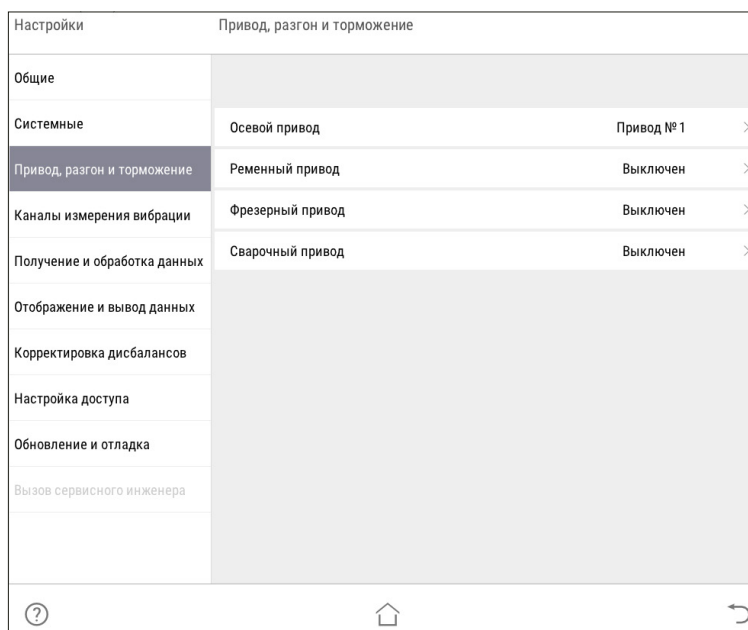 Настройки
Привод, разгон и торможение
Общие
Системные
Привод, разгон и торможение
Каналы измерения вибрации
Получение и обработка данных
Отображение и вывод данных
Корректировка дисбалансов
Настройка доступа
Обновление и отладка
Вызов сервисного инженера
Осевой привод Привод № 1
Ременный привод Выключен
Фрезерный привод Выключен
Сварочный привод Выключен